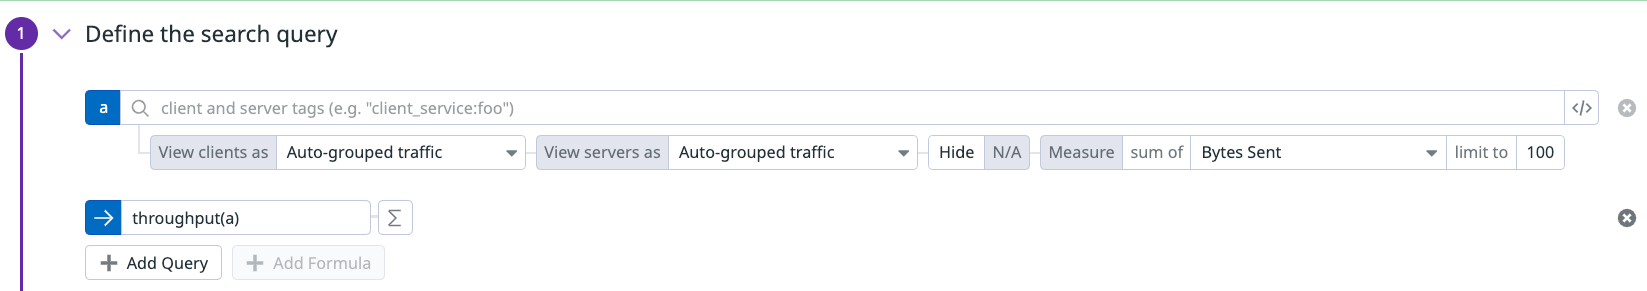 1 Define the search query
a client and server tags (e.g. "client_service:foo") </>
View clients as Auto-grouped traffic View servers as Auto-grouped traffic Hide N/A Measure sum of Bytes Sent limit to 100
throughput(a) Σ
Add Query Add Formula